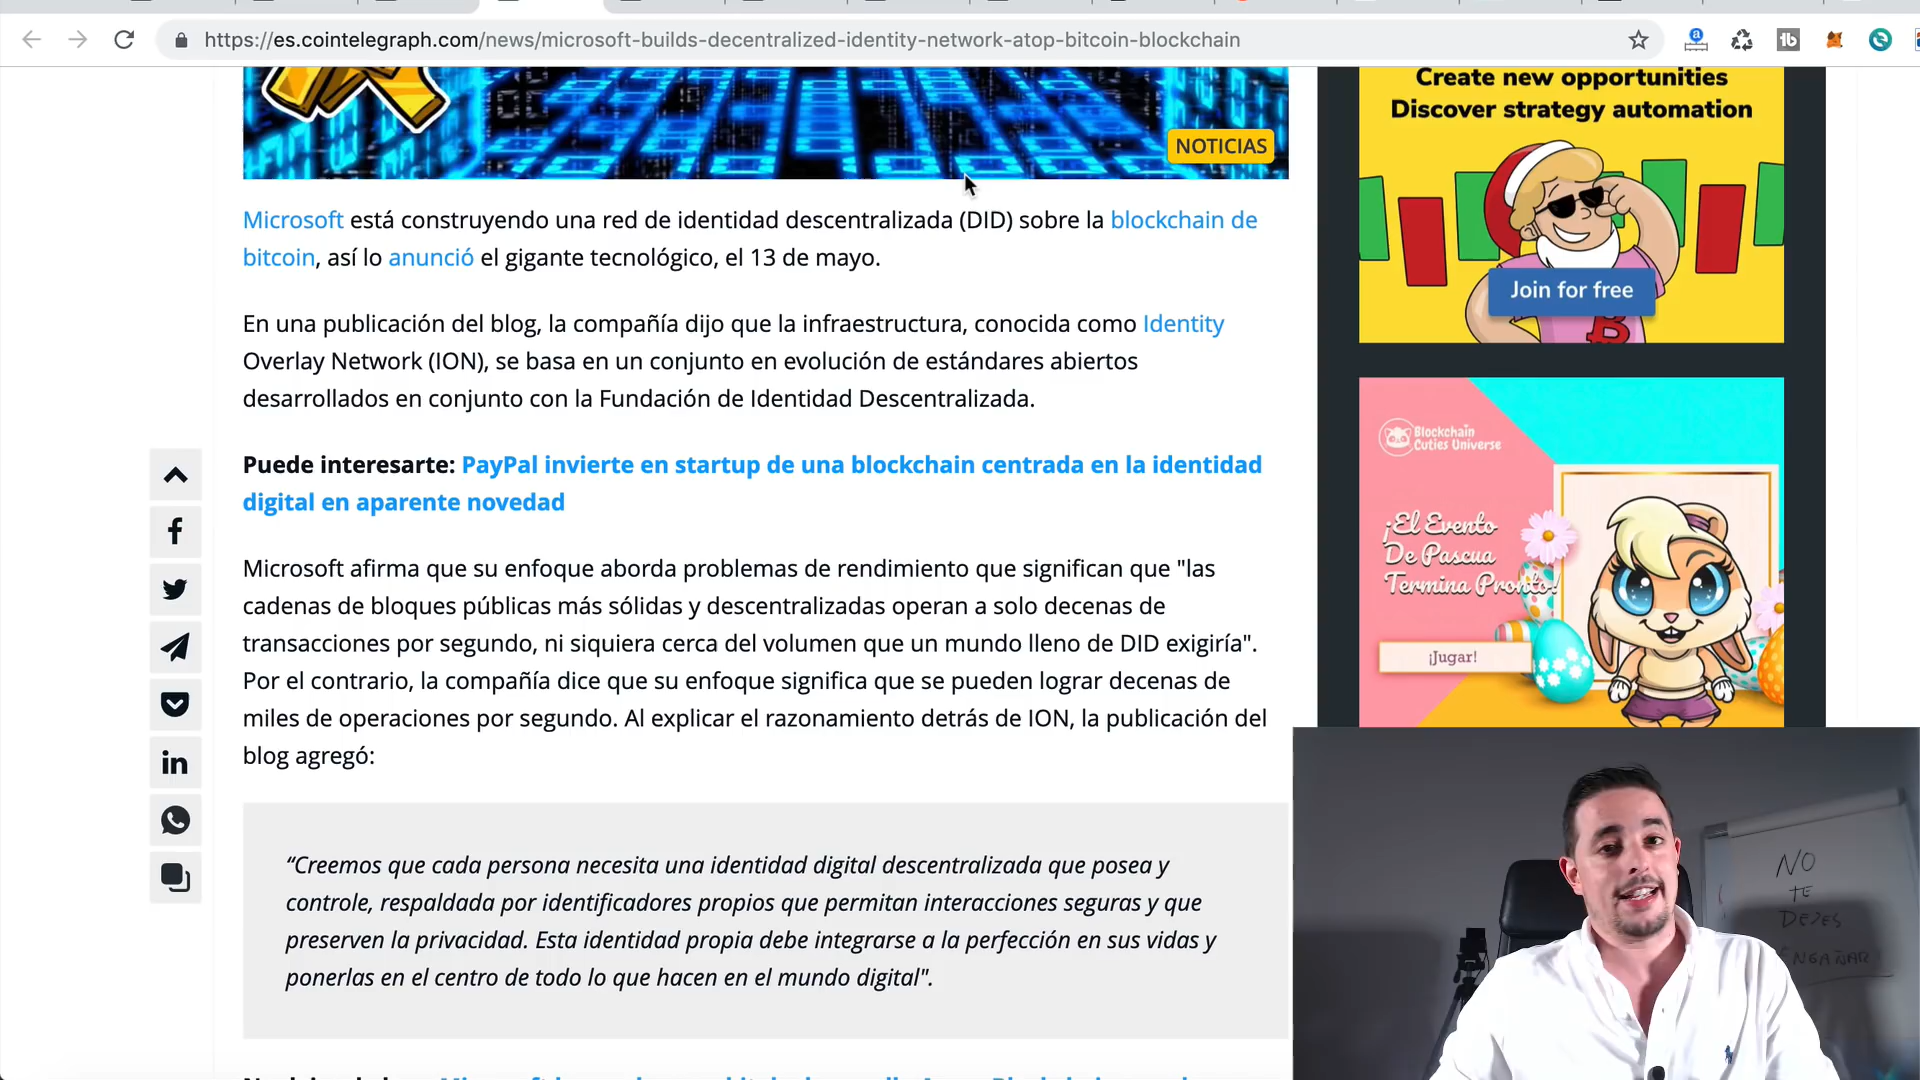 https://es.cointelegraph.com/news/microsoft-builds-decentralized-identity-network-atop-bitcoin-blockchain
Create new opportunities
Discover strategy automation
Join for free
NOTICIAS
Microsoft está construyendo una red de identidad descentralizada (DID) sobre la blockchain de
bitcoin, así lo anunció el gigante tecnológico, el 13 de mayo.
En una publicación del blog, la compañía dijo que la infraestructura, conocida como Identity
Overlay Network (ION), se basa en un conjunto en evolución de estándares abiertos
desarrollados en conjunto con la Fundación de Identidad Descentralizada.
Puede interesarte: PayPal invierte en startup de una blockchain centrada en la identidad
digital en aparente novedad
Microsoft afirma que su enfoque aborda problemas de rendimiento que significan que "las
cadenas de bloques públicas más sólidas y descentralizadas operan a solo decenas de
transacciones por segundo, ni siquiera cerca del volumen que un mundo lleno de DID exigiría".
Por el contrario, la compañía dice que su enfoque significa que se pueden lograr decenas de
miles de operaciones por segundo. Al explicar el razonamiento detrás de ION, la publicación del
blog agregó:
“Creemos que cada persona necesita una identidad digital descentralizada que posea y
controle, respaldada por identificadores propios que permitan interacciones seguras y que
preserven la privacidad. Esta identidad propia debe integrarse a la perfección en sus vidas y
ponerlas en el centro de todo lo que hacen en el mundo digital".
Blockchain
Cuties Universe
¡El Evento
De Pascua
Termina Pronto!
¡Jugar!
NO
TE
DEJES
ENGAÑAR